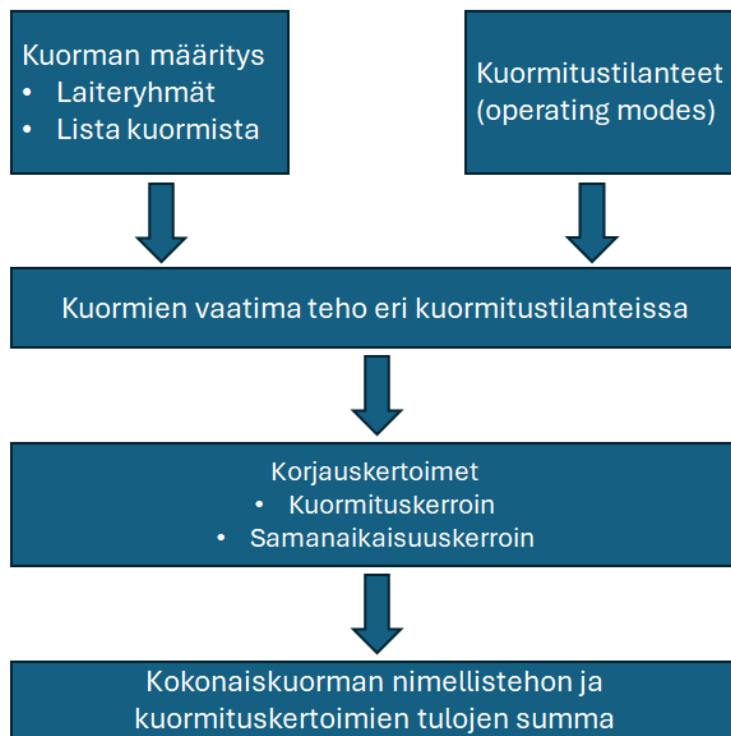 Kuorman määritys
• Laiteryhmät
• Lista kuormista
Kuormitustilanteet
(operating modes)
Kuormien vaatima teho eri kuormitustilanteissa
Korjauskertoimet
• Kuormituskerroin
• Samanaikaisuuskerroin
Kokonaiskuorman nimellistehon ja
kuormituskertoimien tulojen summa